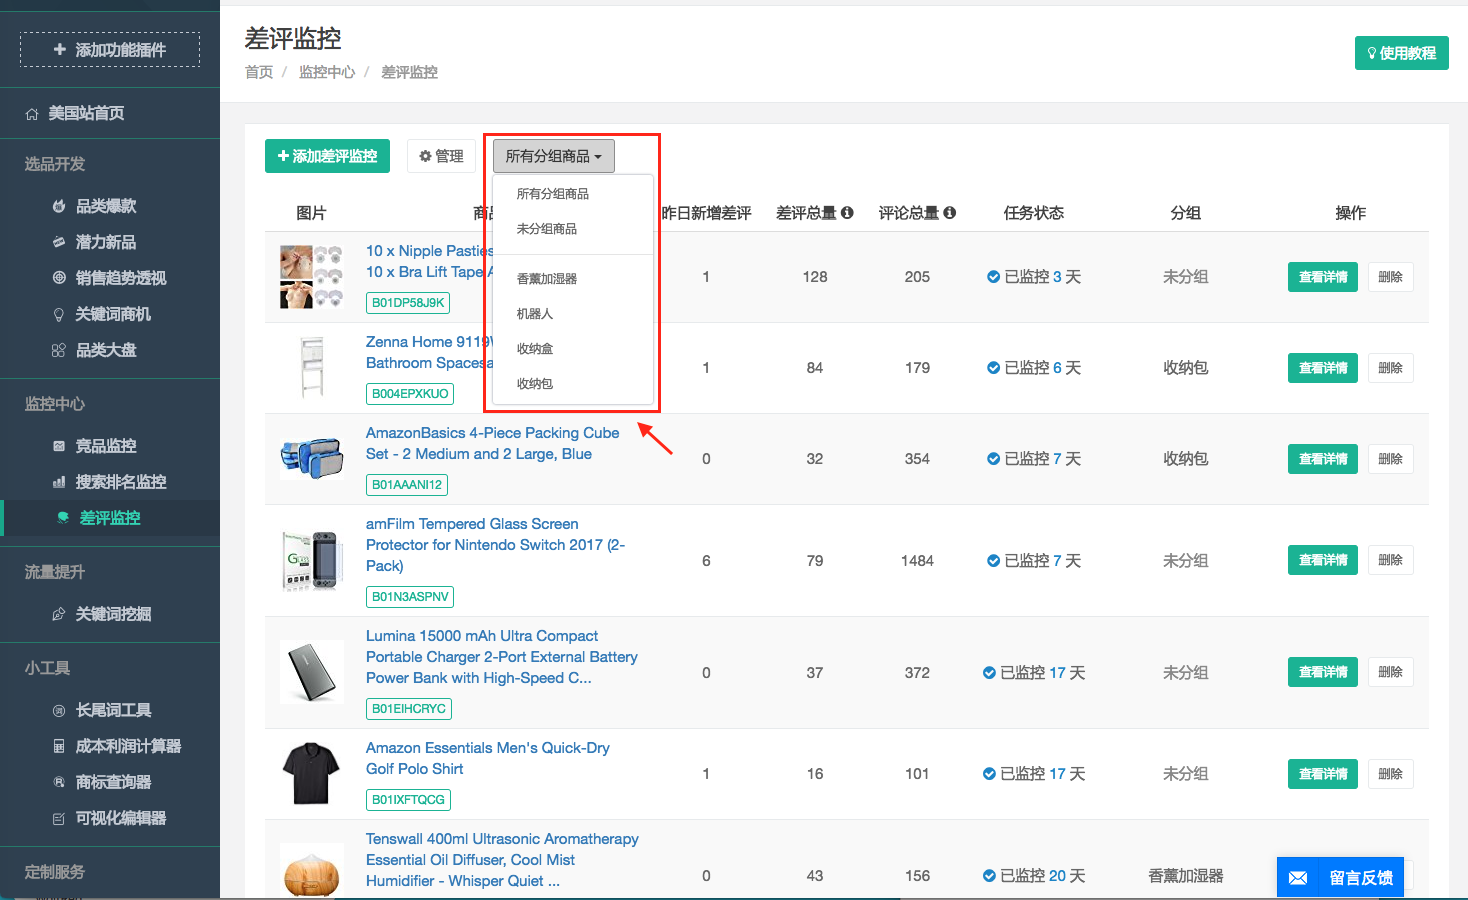 添加功能插件
美国站首页
选品开发
品类爆款
潜力新品
销售趋势透视
关键词商机
品类大盘
监控中心
竞品监控
搜索排名监控
差评监控
流量提升
关键词挖掘
小工具
长尾词工具
成本利润计算器
商标查询器
可视化编辑器
定制服务
差评监控
首页 / 监控中心 / 差评监控
使用教程
添加差评监控 管理 所有分组商品
所有分组商品
未分组商品
香薰加湿器
机器人
收纳盒
收纳包
图片 商 昨日新增差评 差评总量 评论总量 任务状态 分组 操作
10 x Nipple Pasties
10 x Bra Lift Tape A
B01DP58J9K
1 128 205 已监控 3 天 未分组 查看详情 删除
Zenna Home 9119
Bathroom Spacesa
B004EPXKUO
1 84 179 已监控 6 天 收纳包 查看详情 删除
AmazonBasics 4-Piece Packing Cube
Set - 2 Medium and 2 Large, Blue
B01AAANI12
0 32 354 已监控 7 天 收纳包 查看详情 删除
amFilm Tempered Glass Screen
Protector for Nintendo Switch 2017 (2-
Pack)
B01N3ASPNV
6 79 1484 已监控 7 天 未分组 查看详情 删除
Lumina 15000 mAh Ultra Compact
Portable Charger 2-Port External Battery
Power Bank with High-Speed C...
B01EIHCRYC
0 37 372 已监控 17 天 未分组 查看详情 删除
Amazon Essentials Men's Quick-Dry
Golf Polo Shirt
B01IXFTQCG
1 16 101 已监控 17 天 未分组 查看详情 删除
Tenswall 400ml Ultrasonic Aromatherapy
Essential Oil Diffuser, Cool Mist
Humidifier - Whisper Quiet ...
0 43 156 已监控 20 天 香薰加湿器
留言反馈